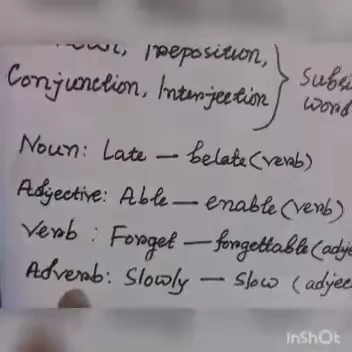 Preposition,
Conjunction, Interjection
Noun: Late — belate (verb)
Adjective: Able — enable (verb)
Verb : Forget — forgettable (adje
Adverb: Slowly — Slow (adjec
InShOt